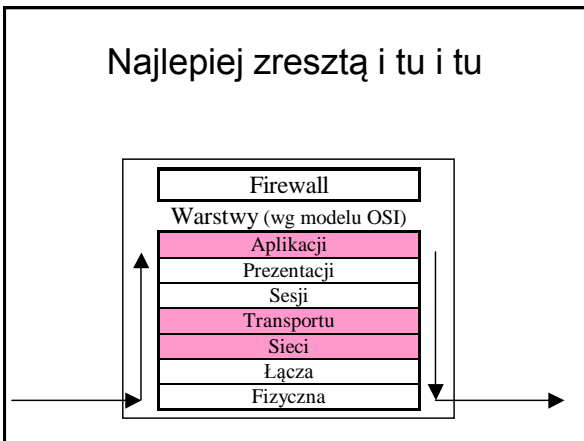 Najlepiej zresztą i tu i tu
Firewall
Warstwy (wg modelu OSI)
Aplikacji
Prezentacji
Sesji
Transportu
Sieci
Łącza
Fizyczna